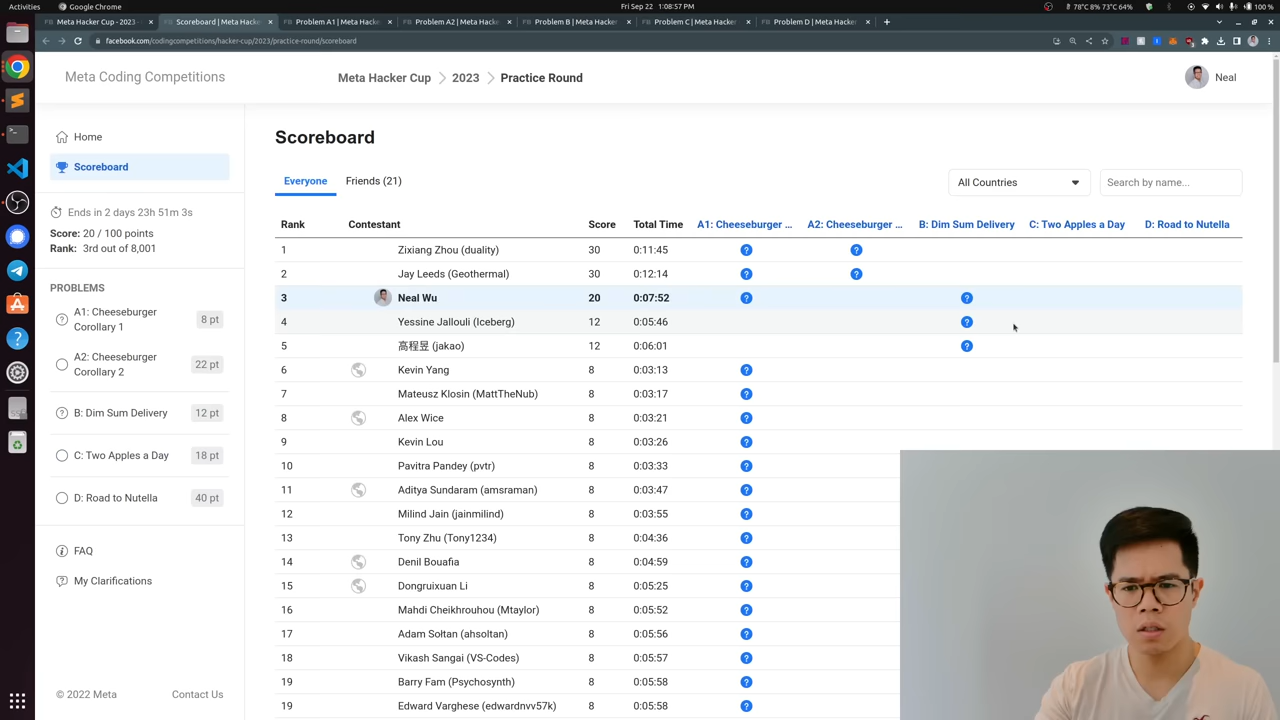 Activities
Google Chrome
Fri Sep 22 1:08:57 PM
78°C 8% 73°C 64%
100 %
Meta Hacker Cup - 2023 -
Scoreboard | Meta Hacker
Problem A1 | Meta Hacke
Problem A2 | Meta Hacke
Problem B | Meta Hacker
Problem C | Meta Hacker
Problem D | Meta Hacker
facebook.com/codingcompetitions/hacker-cup/2023/practice-round/scoreboard
Meta Coding Competitions
Meta Hacker Cup
2023
Practice Round
Neal
Home
Scoreboard
Ends in 2 days 23h 51m 3s
Score: 20 / 100 points
Rank: 3rd out of 8,001
PROBLEMS
A1: Cheeseburger
Corollary 1
8 pt
A2: Cheeseburger
Corollary 2
22 pt
B: Dim Sum Delivery 12 pt
C: Two Apples a Day 18 pt
D: Road to Nutella 40 pt
FAQ
My Clarifications
© 2022 Meta Contact Us
Scoreboard
Everyone Friends (21)
All Countries
Search by name...
Rank Contestant Score Total Time A1: Cheeseburger ... A2: Cheeseburger ... B: Dim Sum Delivery C: Two Apples a Day D: Road to Nutella
1 Zixiang Zhou (duality) 30 0:11:45 ? ?
2 Jay Leeds (Geothermal) 30 0:12:14 ? ?
3 Neal Wu 20 0:07:52 ? ?
4 Yessine Jallouli (Iceberg) 12 0:05:46 ?
5 高程昱 (jakao) 12 0:06:01 ?
6 Kevin Yang 8 0:03:13 ?
7 Mateusz Klosin (MattTheNub) 8 0:03:17 ?
8 Alex Wice 8 0:03:21 ?
9 Kevin Lou 8 0:03:26 ?
10 Pavitra Pandey (pvtr) 8 0:03:33 ?
11 Aditya Sundaram (amsraman) 8 0:03:47 ?
12 Milind Jain (jainmilind) 8 0:03:55 ?
13 Tony Zhu (Tony1234) 8 0:04:36 ?
14 Denil Bouafia 8 0:04:59 ?
15 Dongruixuan Li 8 0:05:25 ?
16 Mahdi Cheikhrouhou (Mtaylor) 8 0:05:52 ?
17 Adam Sołtan (ahsoltan) 8 0:05:56 ?
18 Vikash Sangai (VS-Codes) 8 0:05:57 ?
19 Barry Fam (Psychosynth) 8 0:05:58 ?
19 Edward Varghese (edwardnvv57k) 8 0:05:58 ?